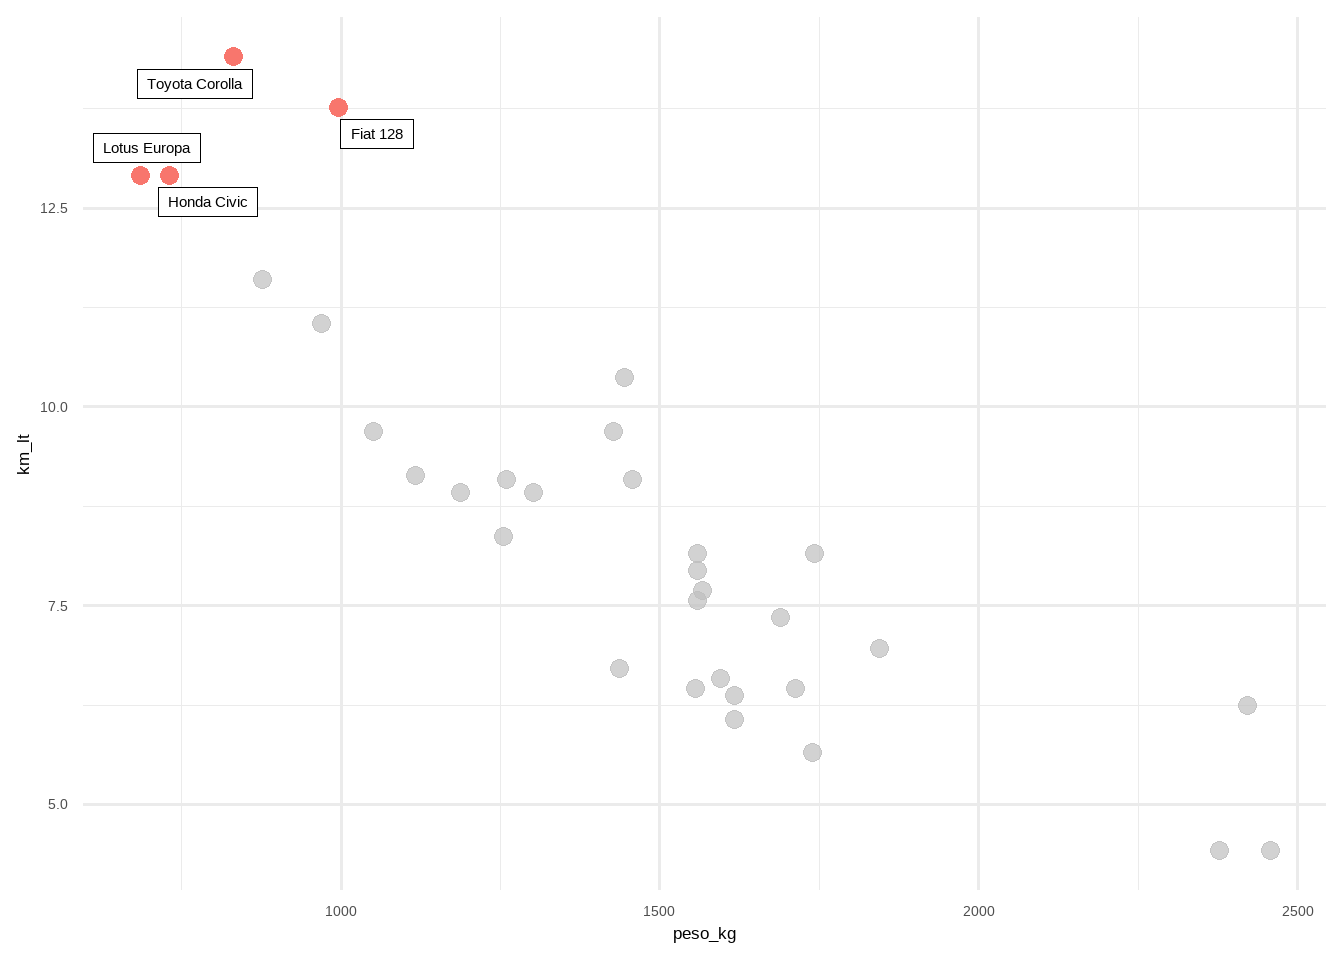 Toyota Corolla
Fiat 128
Lotus Europa
Honda Civic
12.5
10.0
7.5
5.0
km_lt
1000
1500
2000
2500
peso_kg